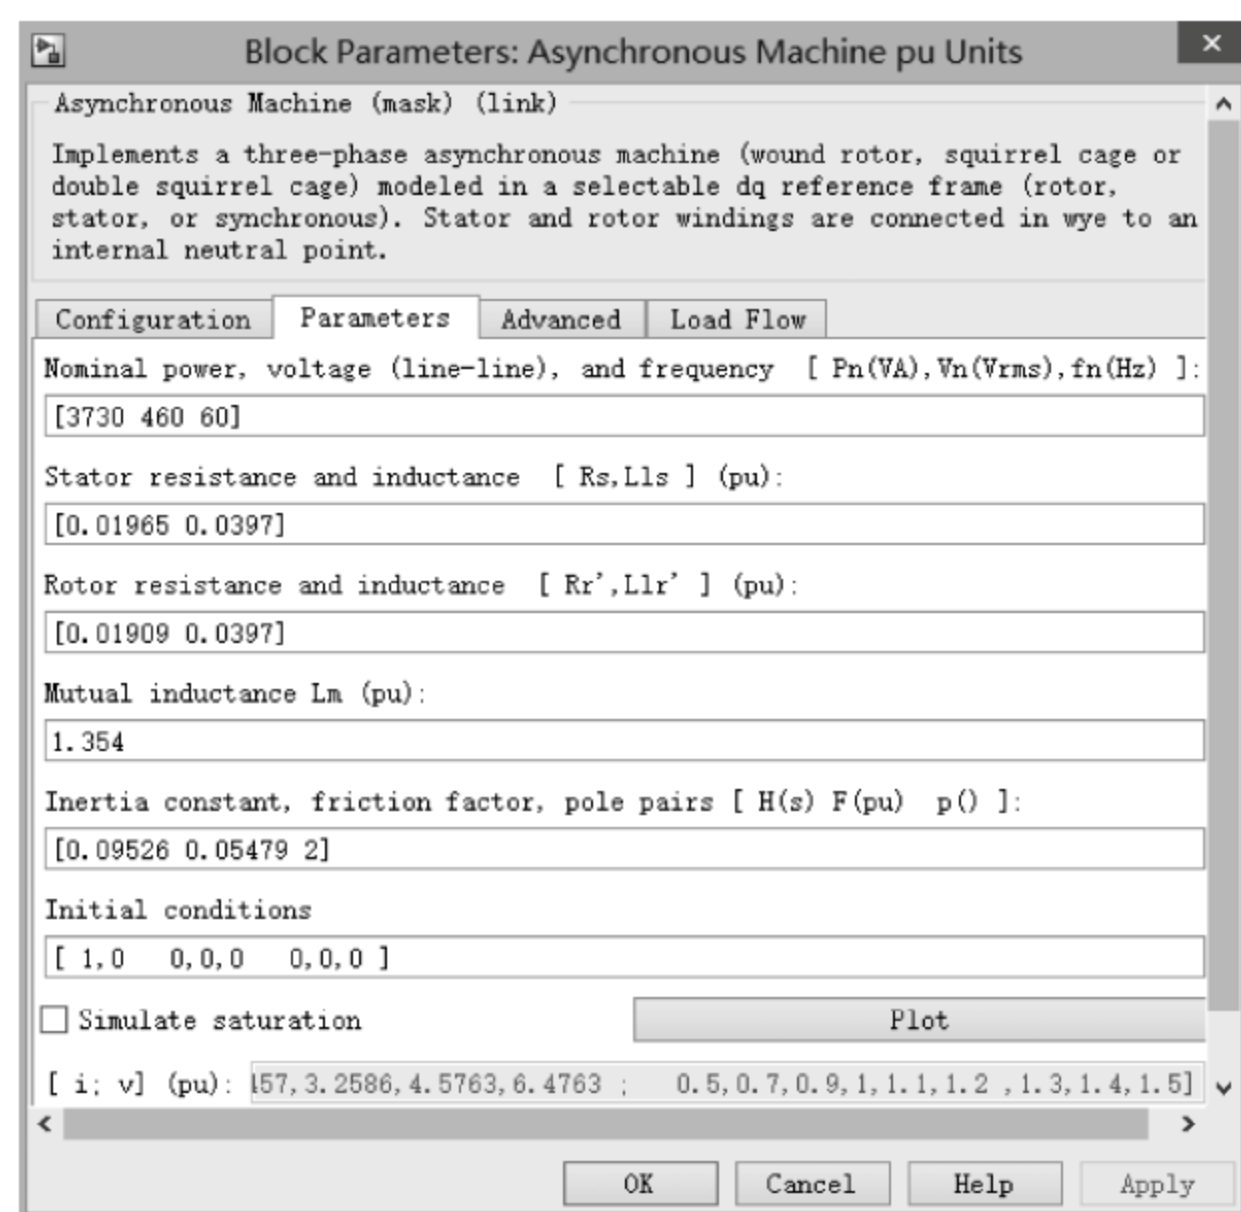 Block Parameters: Asynchronous Machine pu Units
Asynchronous Machine (mask) (link)
Implements a three-phase asynchronous machine (wound rotor, squirrel cage or
double squirrel cage) modeled in a selectable dq reference frame (rotor,
stator, or synchronous). Stator and rotor windings are connected in wye to an
internal neutral point.
Configuration Parameters Advanced Load Flow
Nominal power, voltage (line-line), and frequency [ Pn(VA),Vn(Vrms),fn(Hz) ]:
[3730 460 60]
Stator resistance and inductance [ Rs,Lls ] (pu):
[0.01965 0.0397]
Rotor resistance and inductance [ Rr',Llr' ] (pu):
[0.01909 0.0397]
Mutual inductance Lm (pu):
1.354
Inertia constant, friction factor, pole pairs [ H(s) F(pu) p() ]:
[0.09526 0.05479 2]
Initial conditions
[ 1,0 0,0,0 0,0,0 ]
Simulate saturation Plot
[ i; v] (pu): 457,3.2586,4.5763,6.4763 ; 0.5,0.7,0.9,1,1.1,1.2 ,1.3,1.4,1.5]
OK Cancel Help Apply